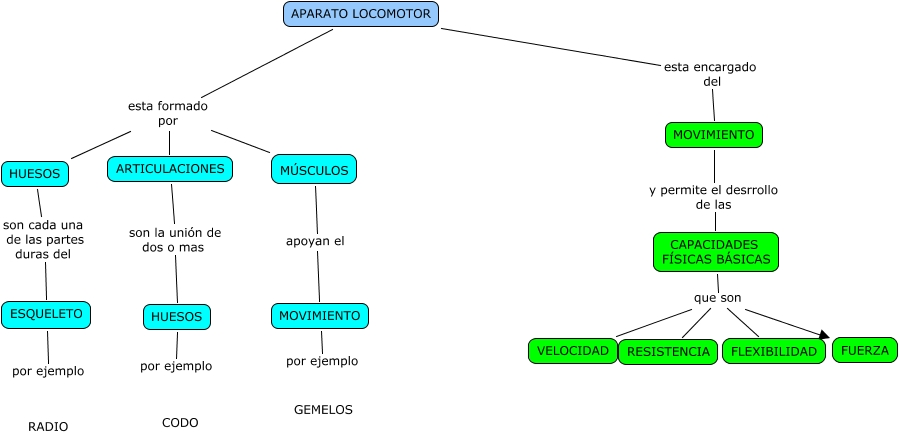 APARATO LOCOMOTOR
esta formado
por
HUESOS
son cada una
de las partes
duras del
ESQUELETO
por ejemplo
RADIO
ARTICULACIONES
son la unión de
dos o mas
HUESOS
por ejemplo
CODO
MÚSCULOS
apoyan el
MOVIMIENTO
por ejemplo
GEMELOS
esta encargado
del
MOVIMIENTO
y permite el desrrollo
de las
CAPACIDADES
FÍSICAS BÁSICAS
que son
VELOCIDAD
RESISTENCIA
FLEXIBILIDAD
FUERZA